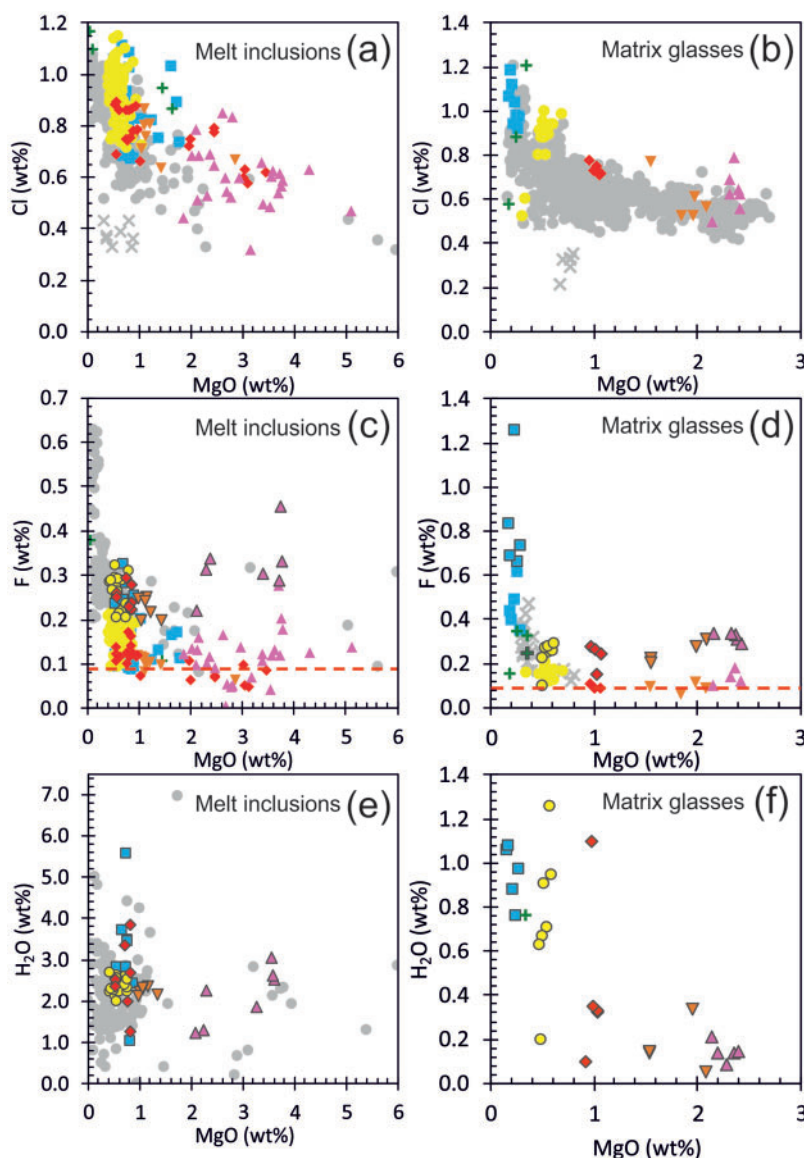 Melt inclusions (a)
Cl (wt%)
1.2
1.0
0.8
0.6
0.4
0.2
0.0
0 1 2 3 4 5 6
MgO (wt%)
Matrix glasses (b)
Cl (wt%)
1.4
1.2
1.0
0.8
0.6
0.4
0.2
0.0
0 1 2 3
MgO (wt%)
Melt inclusions (c)
F (wt%)
0.7
0.6
0.5
0.4
0.3
0.2
0.1
0.0
0 1 2 3 4 5 6
MgO (wt%)
Matrix glasses (d)
F (wt%)
1.4
1.2
1.0
0.8
0.6
0.4
0.2
0.0
0 1 2 3
MgO (wt%)
Melt inclusions (e)
H₂O (wt%)
7.0
6.0
5.0
4.0
3.0
2.0
1.0
0.0
0 1 2 3 4 5 6
MgO (wt%)
Matrix glasses (f)
H₂O (wt%)
1.4
1.2
1.0
0.8
0.6
0.4
0.2
0.0
0 1 2 3
MgO (wt%)